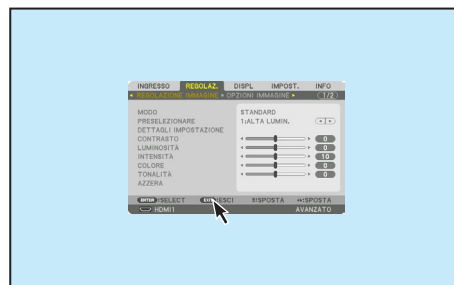 INGRESSO REGOLAZ. DISPL IMPOST. INFO
• REGOLAZIONE IMMAGINE • OPZIONI IMMAGINE • (1/2)
MODO STANDARD
PRESELEZIONARE 1:ALTA LUMIN.
DETTAGLI IMPOSTAZIONE
CONTRASTO 0
LUMINOSITÀ 0
INTENSITÀ 10
COLORE 0
TONALITÀ 0
AZZERA
ENTER:SELECT EXIT:ESCI ↕:SPOSTA ↔:SPOSTA
HDMI1 AVANZATO